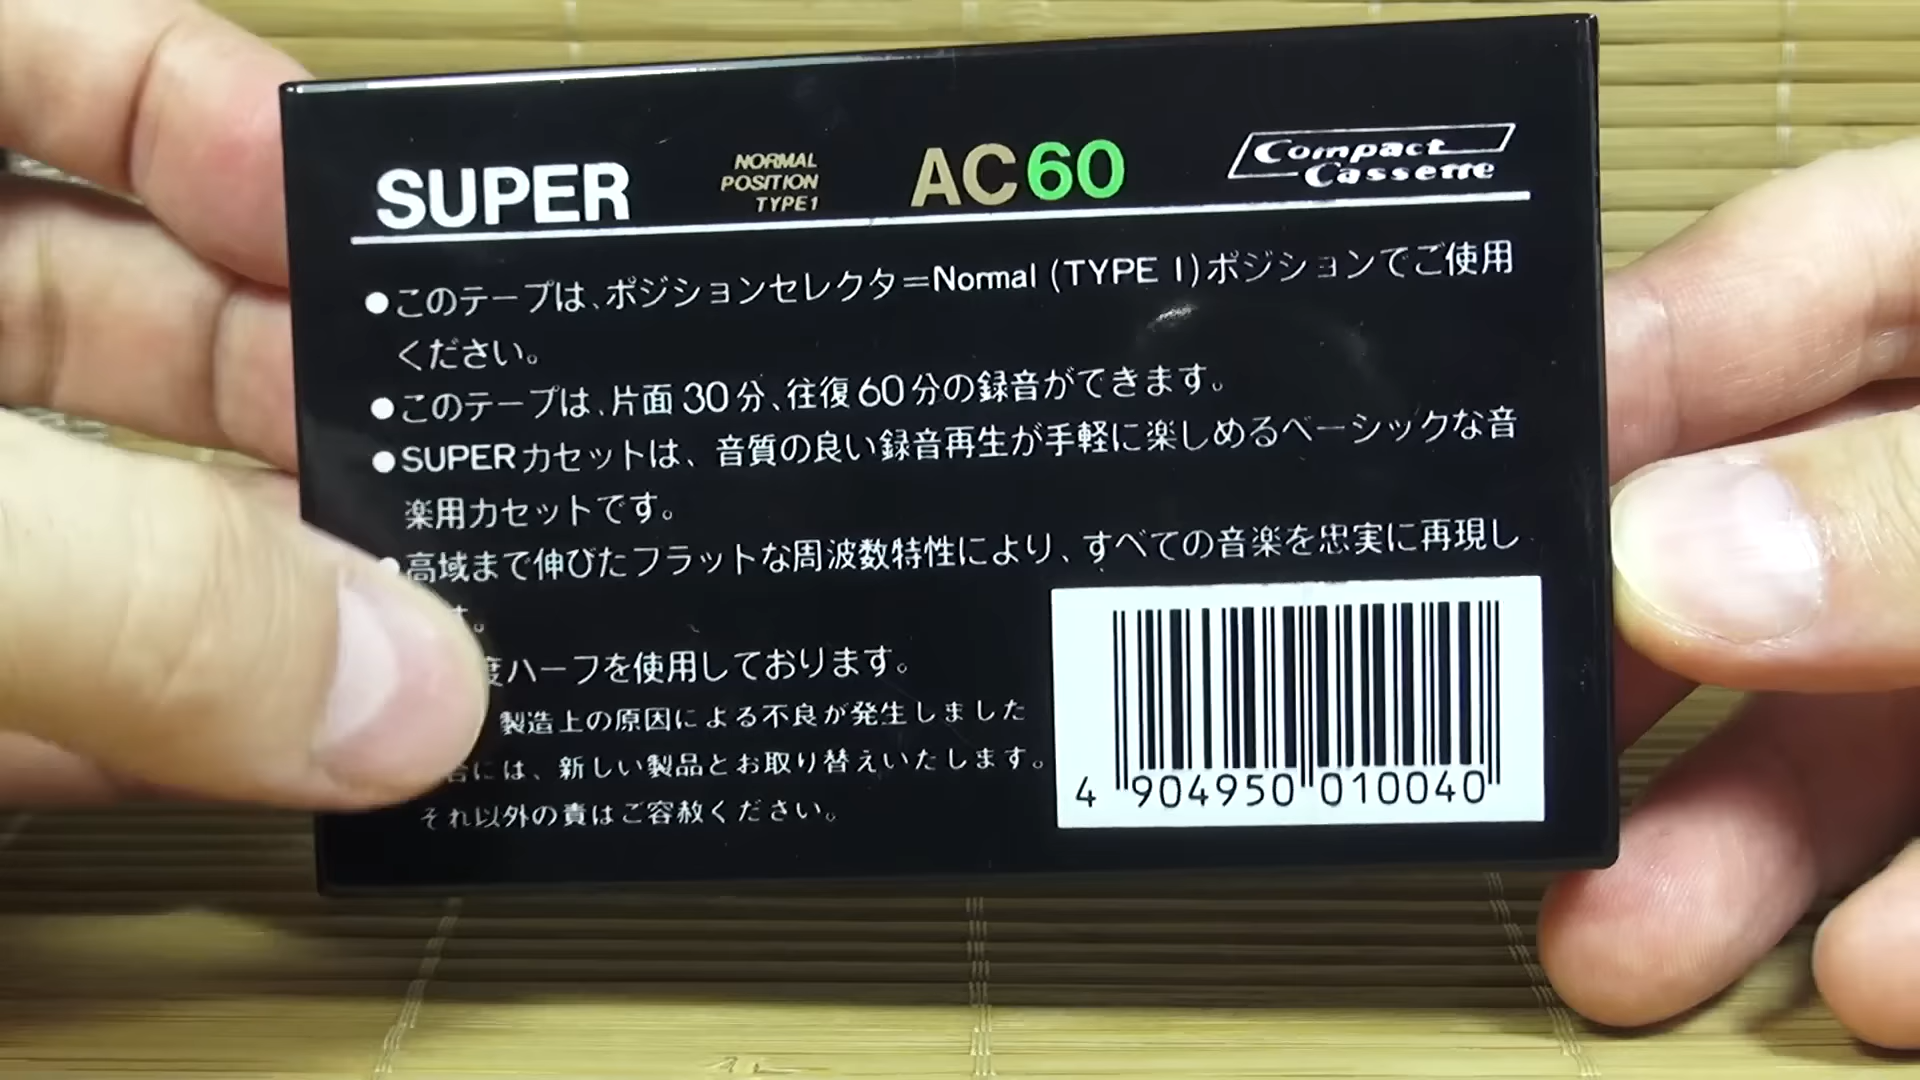 SUPER NORMAL POSITION TYPE1 AC60 Compact Cassette
●このテープは、ポジションセレクタ=Normal (TYPE I)ポジションでご使用
ください。
●このテープは、片面30分、往復60分の録音ができます。
●SUPERカセットは、音質の良い録音再生が手軽に楽しめるベーシックな音
楽用カセットです。
●高域まで伸びたフラットな周波数特性により、すべての音楽を忠実に再現し
す。
度ハーフを使用しております。
製造上の原因による不良が発生しました
合には、新しい製品とお取り替えいたします。
それ以外の責はご容赦ください。
4 904950 010040